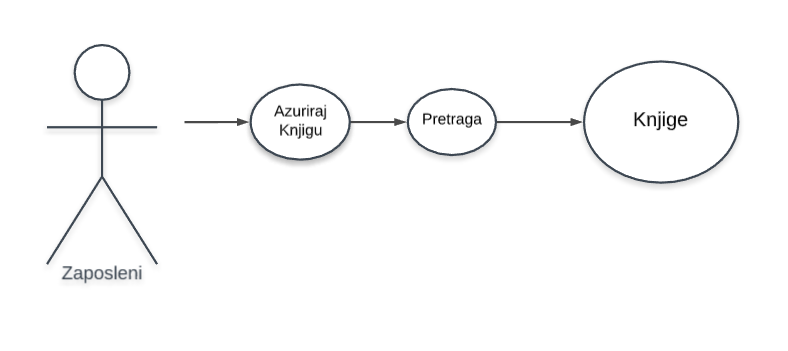 Azuriraj
Knjigu
Pretraga
Knjige
Zaposleni